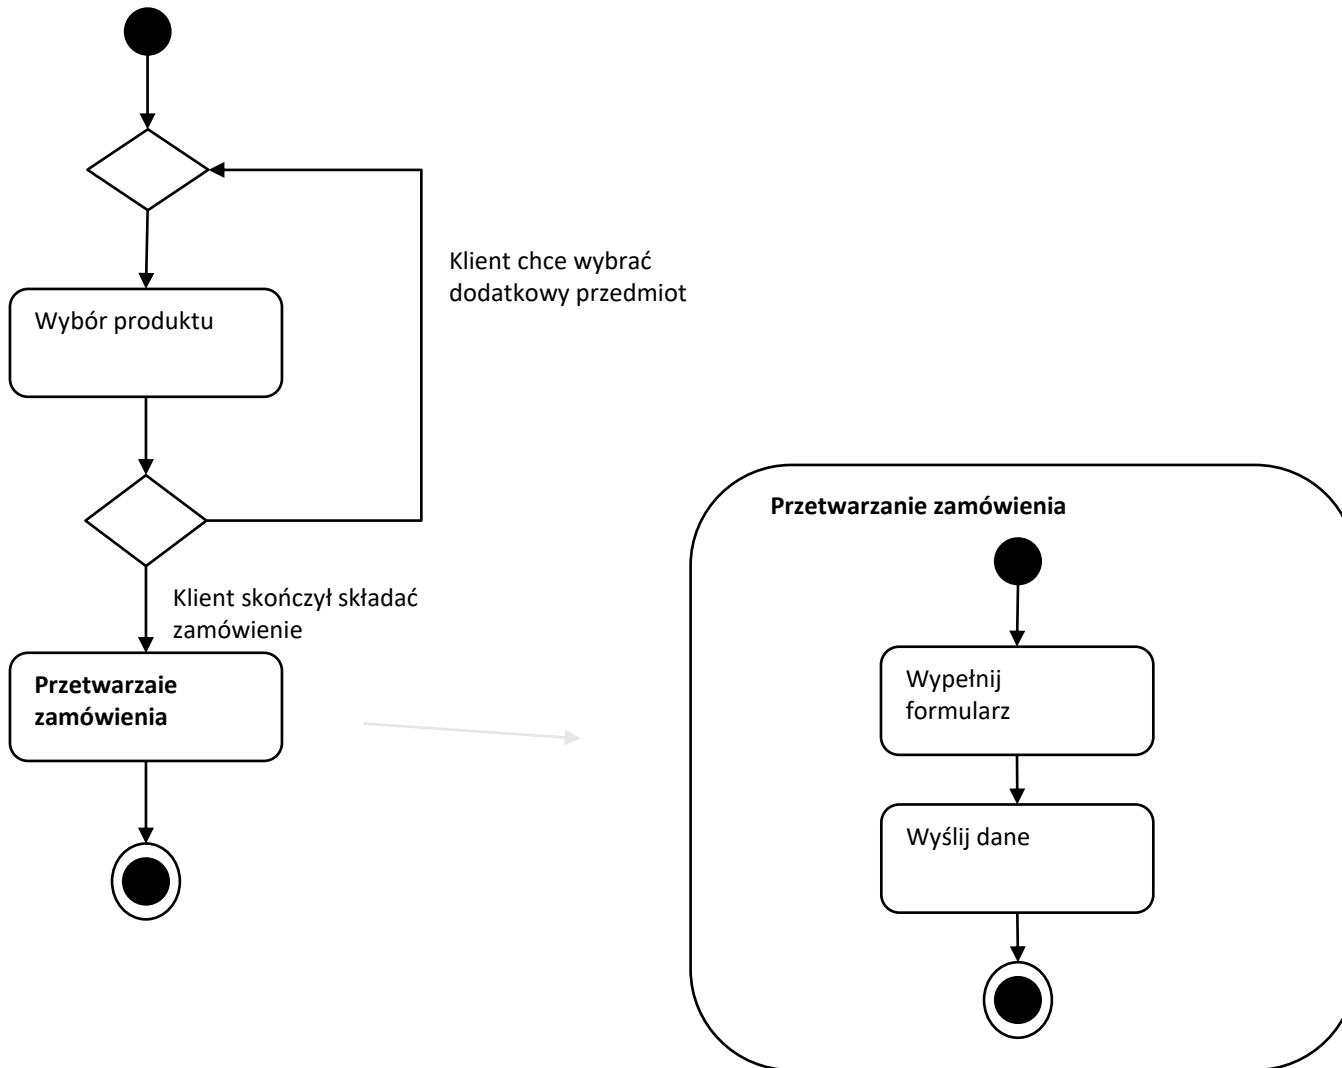 Klient chce wybrać
dodatkowy przedmiot
Wybór produktu
Klient skończył składać
zamówienie
Przetwarzaie
zamówienia
Przetwarzanie zamówienia
Wypełnij
formularz
Wyślij dane